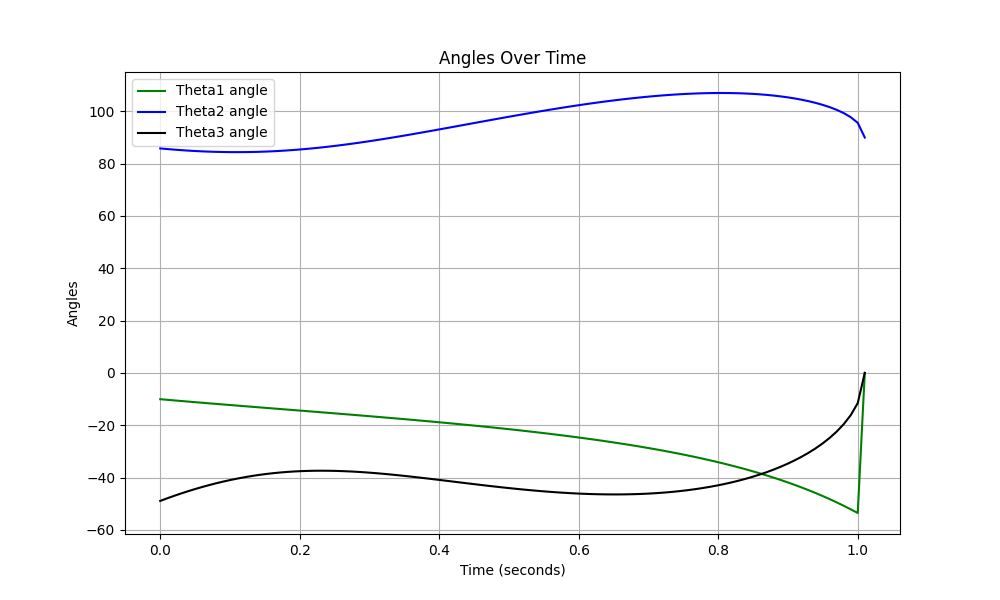 Angles Over Time
Theta1 angle
Theta2 angle
Theta3 angle
Angles
100
80
60
40
20
0
−20
−40
−60
0.0 0.2 0.4 0.6 0.8 1.0
Time (seconds)